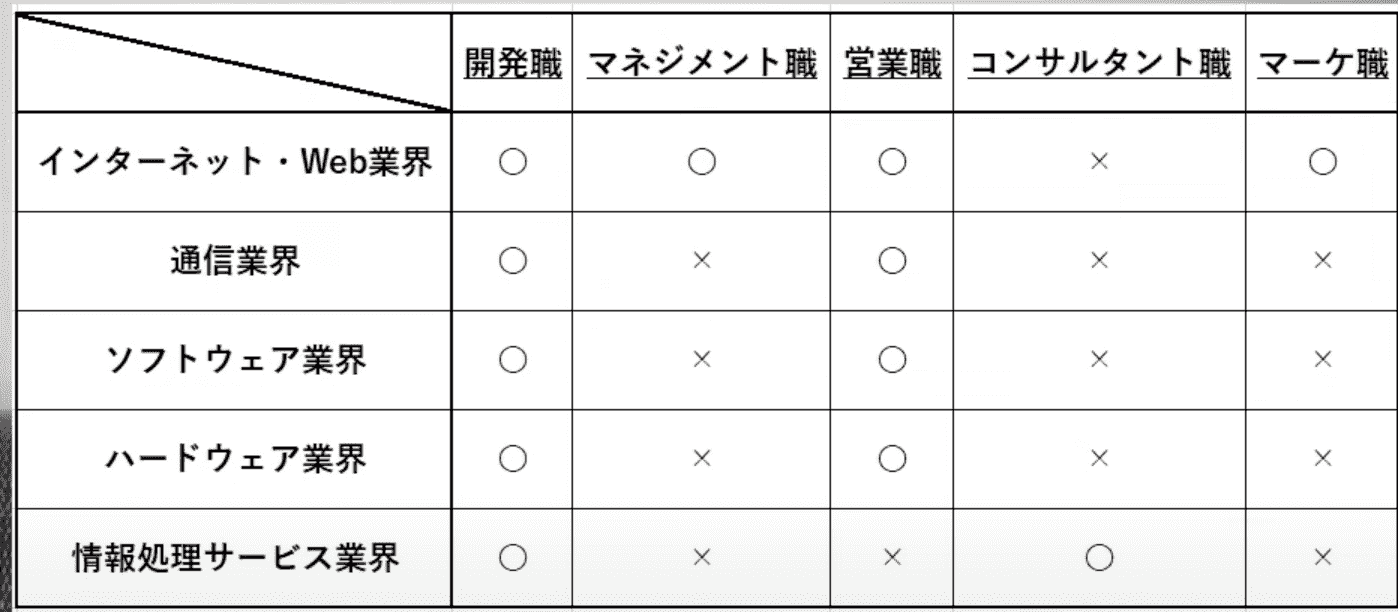 開発職 マネジメント職 営業職 コンサルタント職 マーケ職
インターネット・Web業界 ○ ○ ○ × ○
通信業界 ○ × ○ × ×
ソフトウェア業界 ○ × ○ × ×
ハードウェア業界 ○ × ○ × ×
情報処理サービス業界 ○ × × ○ ×